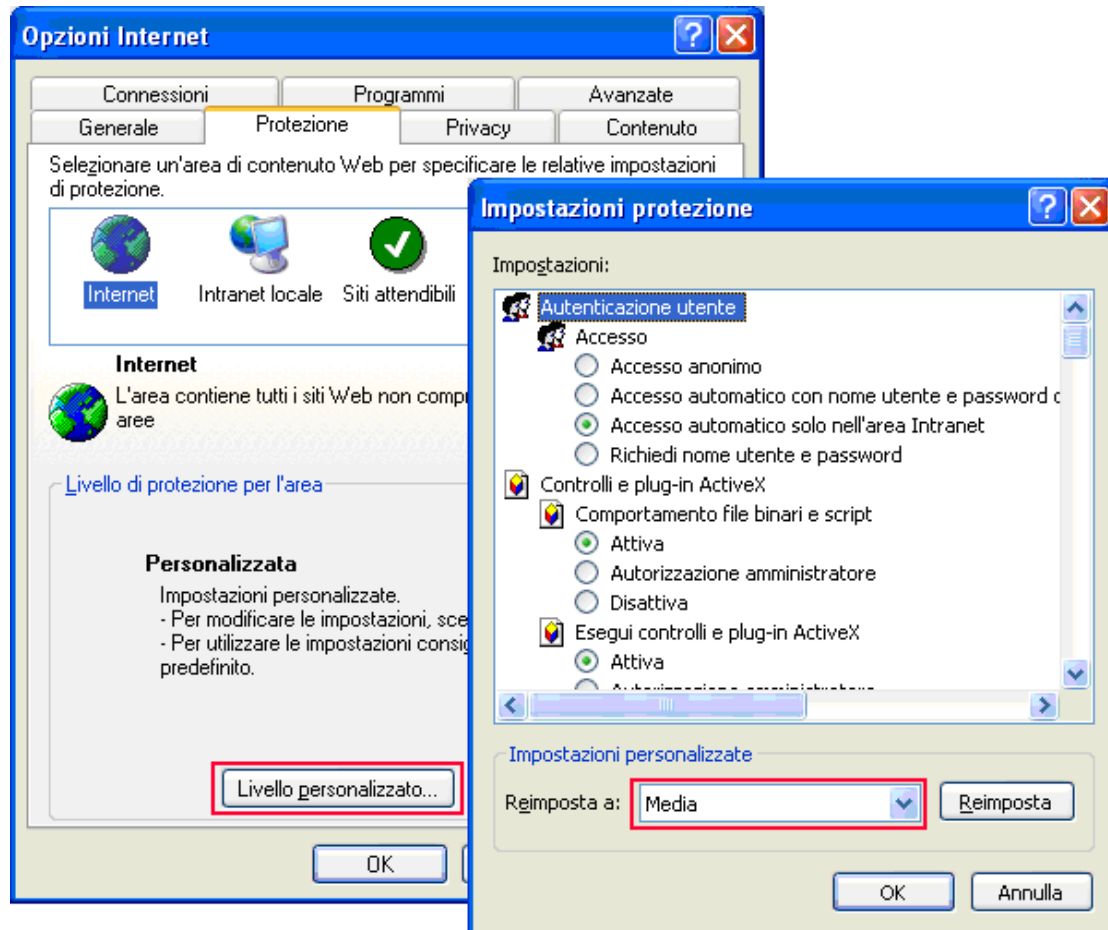 Opzioni Internet
Connessioni Programmi Avanzate
Generale Protezione Privacy Contenuto
Selezionare un'area di contenuto Web per specificare le relative impostazioni
di protezione.
Internet Intranet locale Siti attendibili
Internet
L'area contiene tutti i siti Web non
aree
Livello di protezione per l'area
Personalizzata
Impostazioni personalizzate.
- Per modificare le impostazioni,
- Per utilizzare le impostazioni
predefinito.
Livello personalizzato...
OK
Impostazioni protezione
Impostazioni:
Autenticazione utente
Accesso
Accesso anonimo
Accesso automatico con nome utente e password
Accesso automatico solo nell'area Intranet
Richiedi nome utente e password
Controlli e plug-in ActiveX
Comportamento file binari e script
Attiva
Autorizzazione amministratore
Disattiva
Esegui controlli e plug-in ActiveX
Attiva
Impostazioni personalizzate
Reimposta a: Media Reimposta
OK Annulla